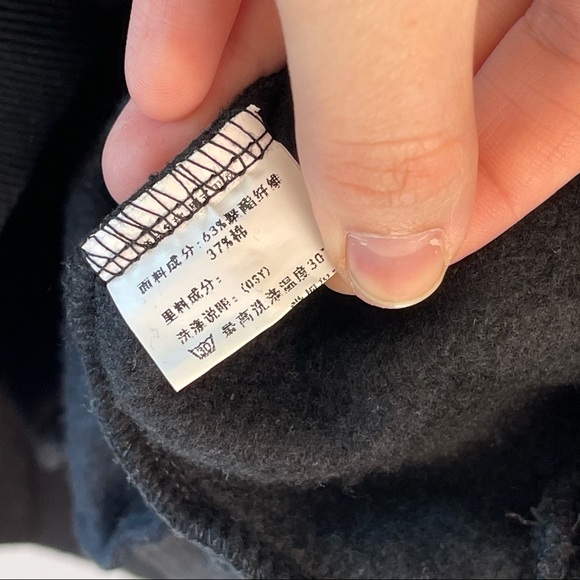 面料成分：63%聚酯纤维
37%棉
里料成分：
洗涤说明：(QSY)
最高洗涤温度30